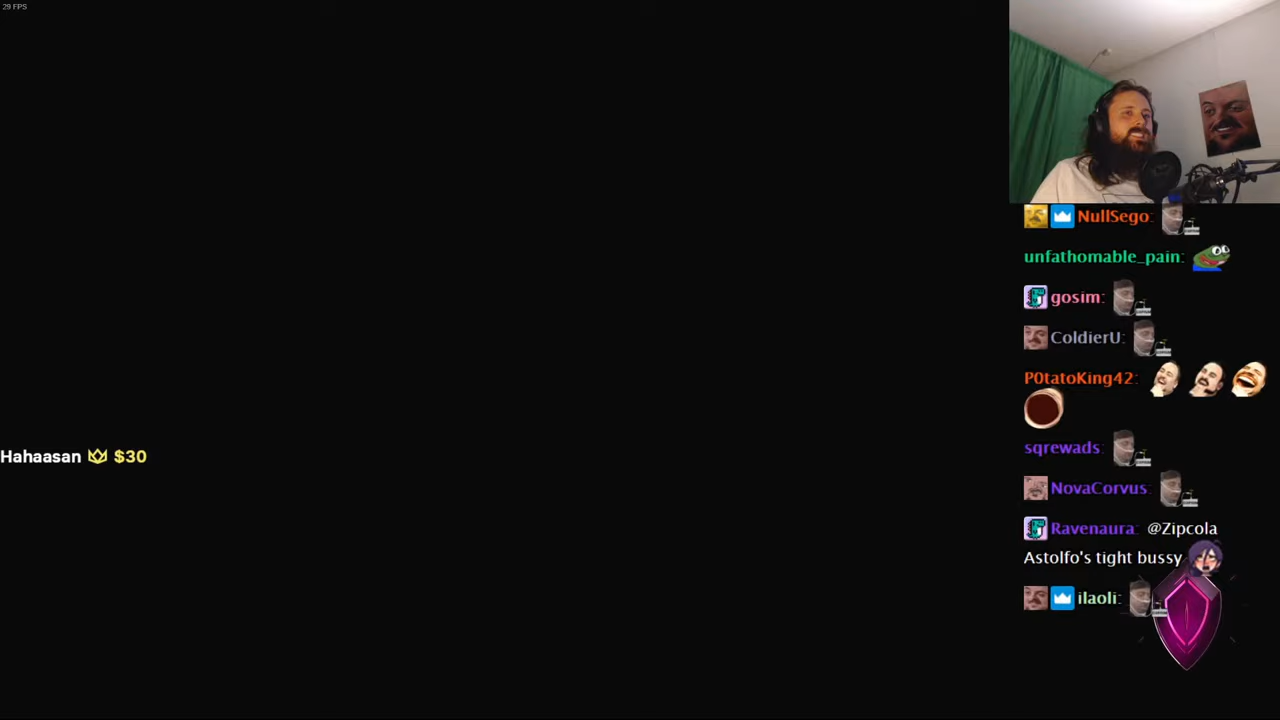 29 FPS
NullSego:
unfathomable_pain:
gosim:
ColdierU:
P0tatoKing42:
Hahaasan $30
sqrewads:
NovaCorvus:
Ravenaura: @Zipcola
Astolfo's tight bussy
ilaoli: